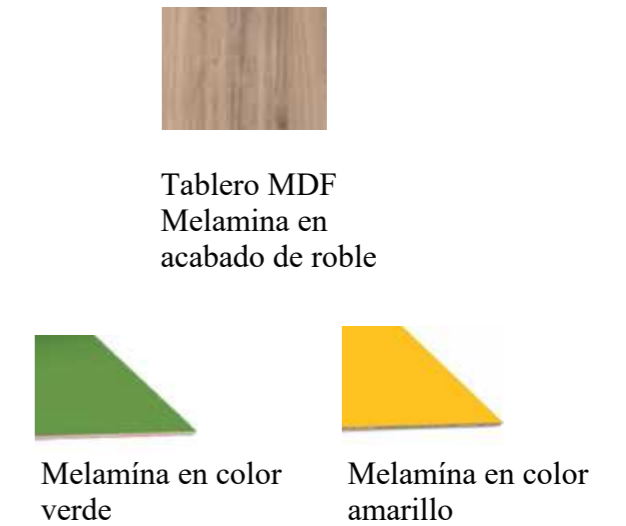 Tablero MDF
Melamina en
acabado de roble
Melamína en color
verde
Melamína en color
amarillo